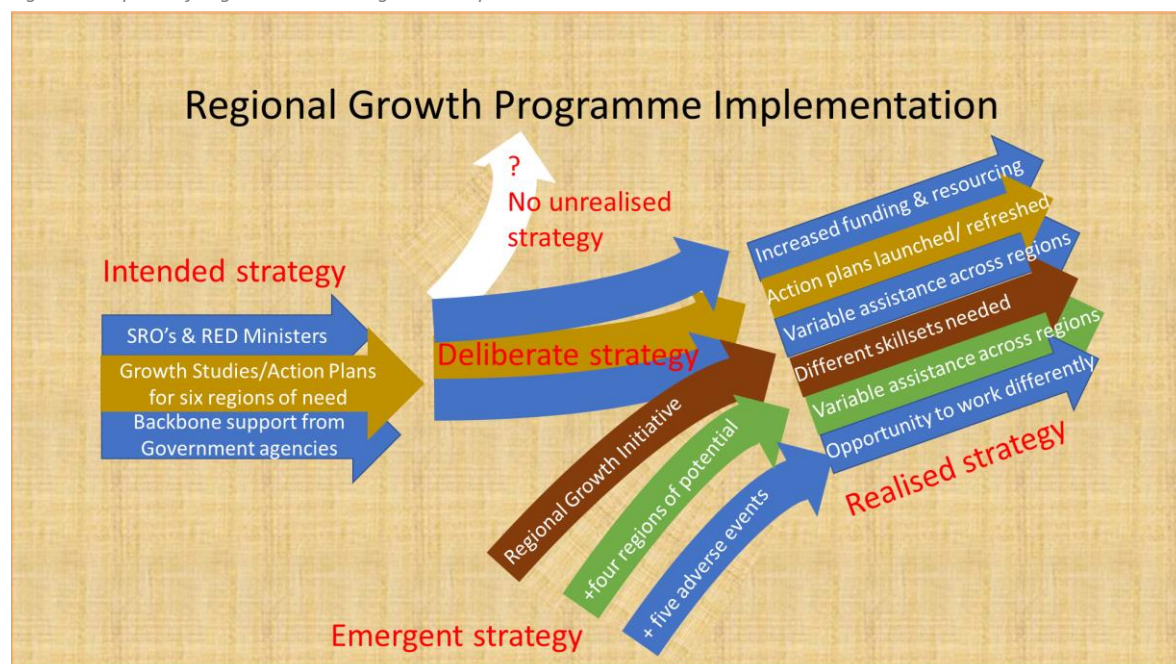 Regional Growth Programme Implementation
?
No unrealised
strategy
Intended strategy
SRO's & RED Ministers
Growth Studies/Action Plans
for six regions of need
Backbone support from
Government agencies
Deliberate strategy
Regional Growth Initiative
+four regions of potential
+ five adverse events
Emergent strategy
Increased funding & resourcing
Action plans launched/ refreshed
Variable assistance across regions
Different skillsets needed
Variable assistance across regions
Opportunity to work differently
Realised strategy